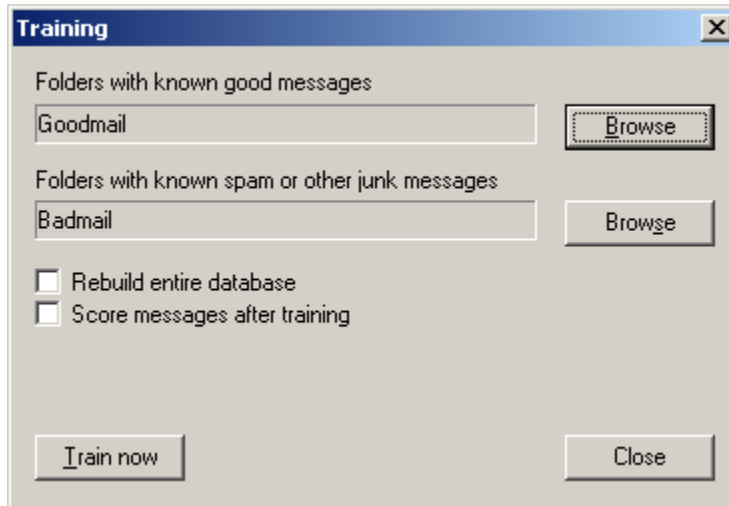 Training
Folders with known good messages
Goodmail
Browse
Folders with known spam or other junk messages
Badmail
Browse
Rebuild entire database
Score messages after training
Train now
Close